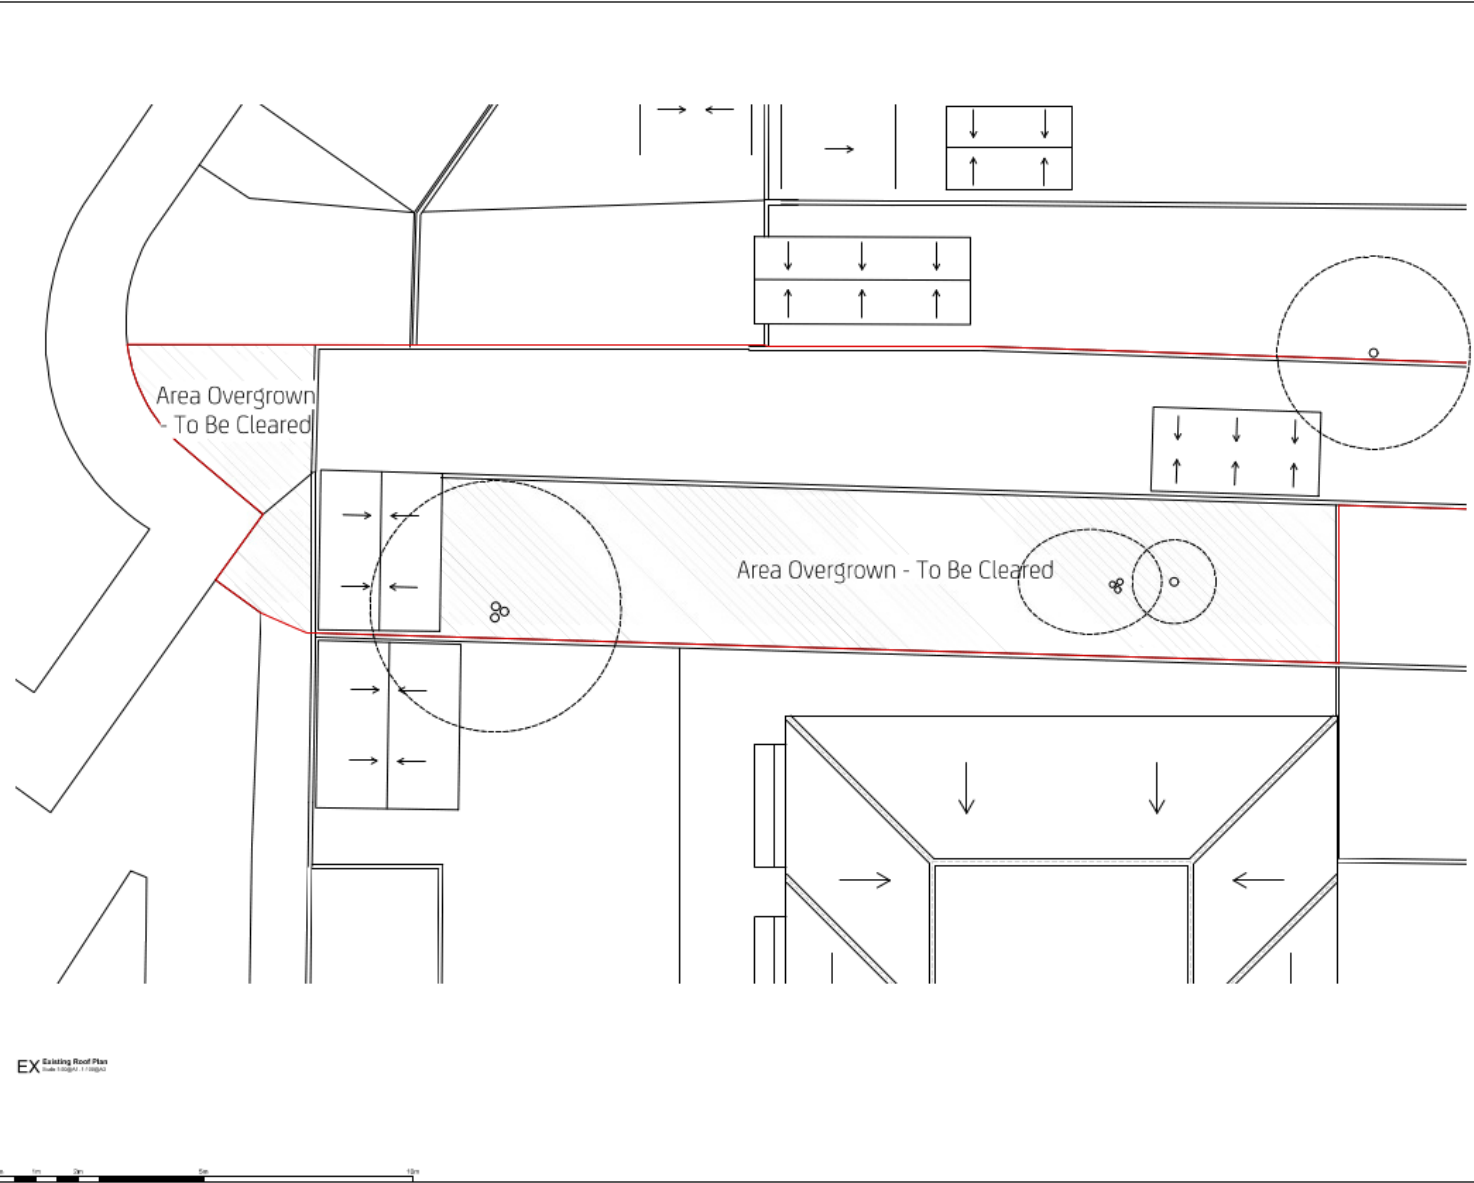 Area Overgrown
- To Be Cleared
Area Overgrown - To Be Cleared
EX Existing Roof Plan
1m 2m 5m 10m